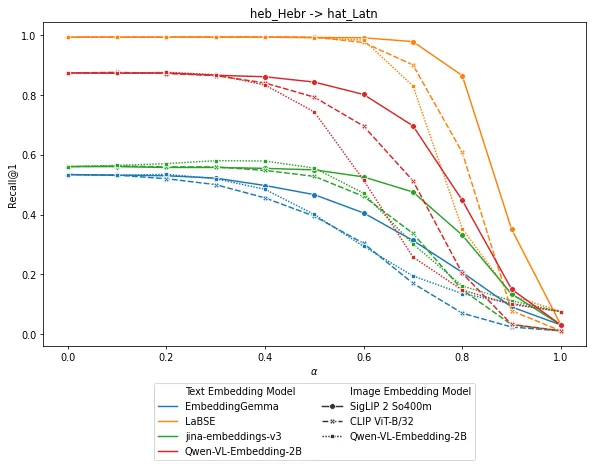 heb_Hebr -> hat_Latn
Recall@1
1.0
0.8
0.6
0.4
0.2
0.0
0.0 0.2 0.4 0.6 0.8 1.0
α
Text Embedding Model
EmbeddingGemma
LaBSE
jina-embeddings-v3
Qwen-VL-Embedding-2B
Image Embedding Model
SigLIP 2 So400m
CLIP ViT-B/32
Qwen-VL-Embedding-2B